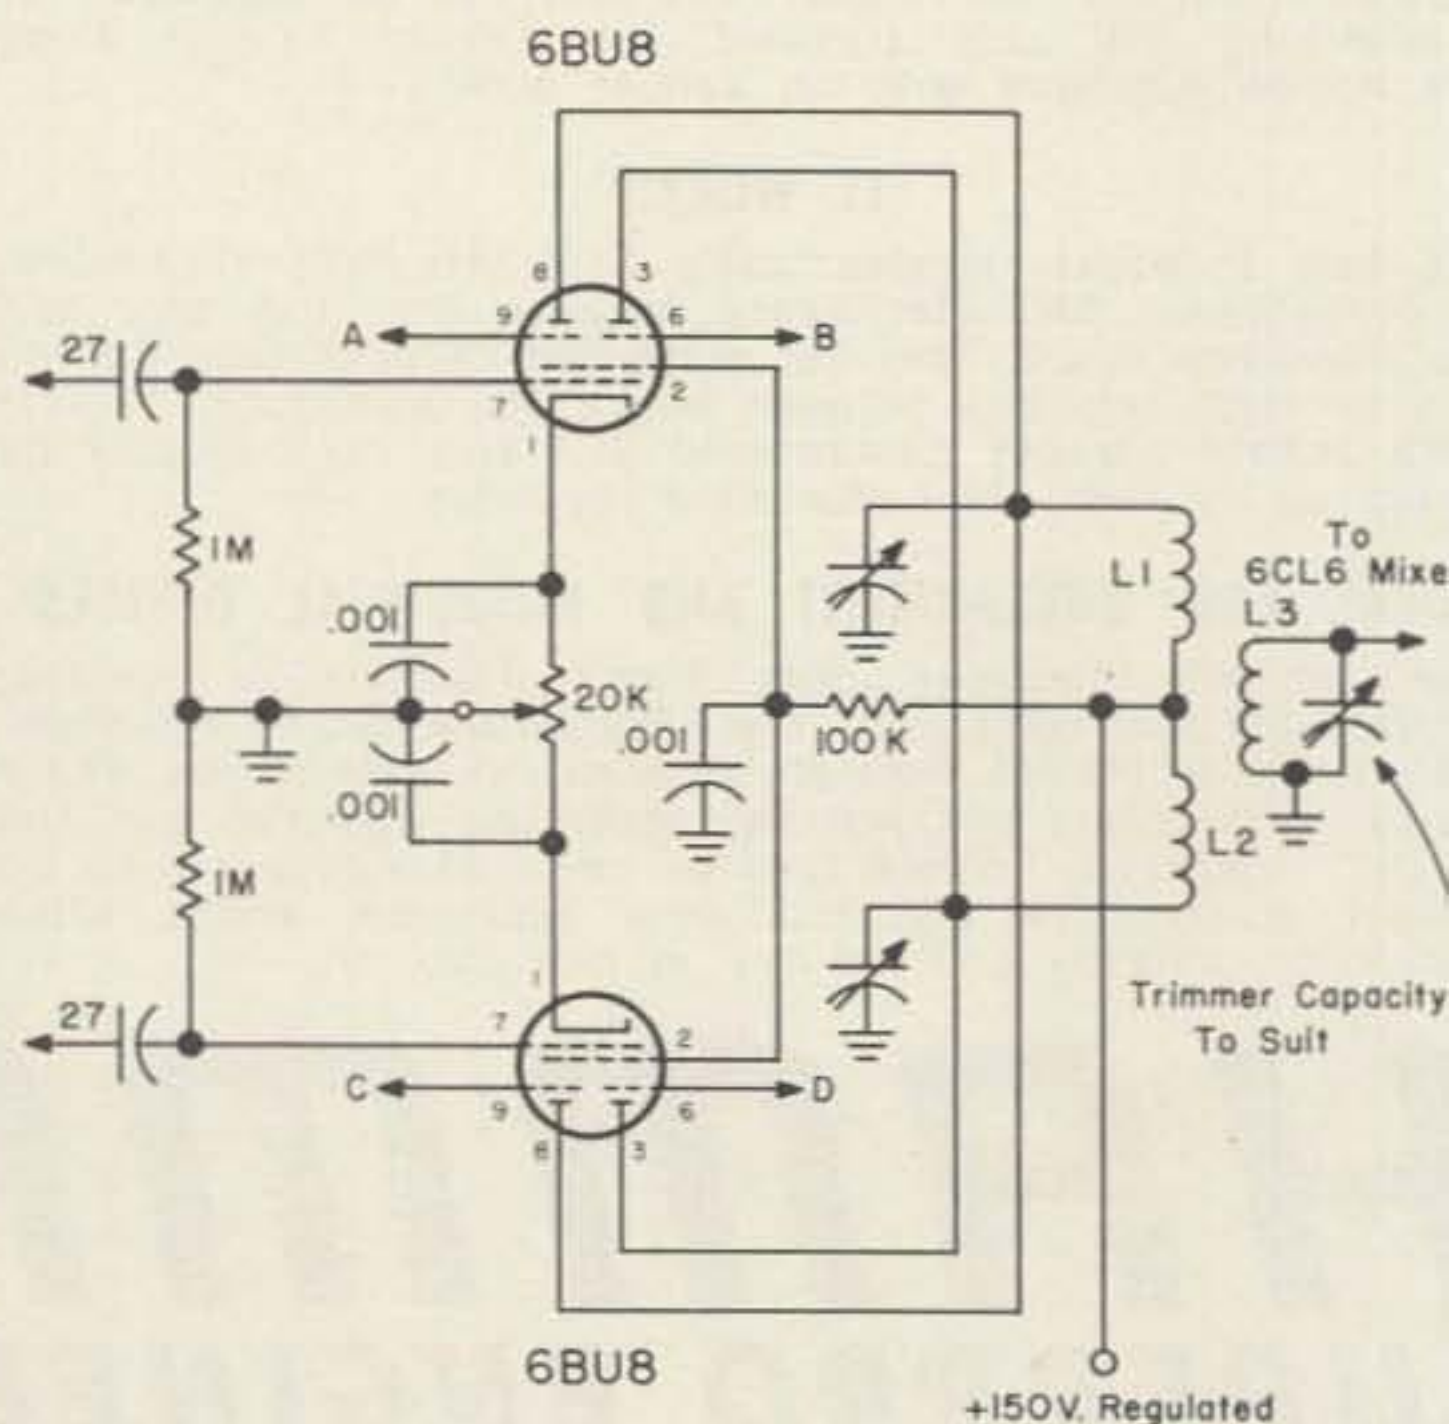 6BU8
8 3
9 6
A B
27
7 2
1
1M
.001
L1
To
6CL6 Mixe
L3
20K
.001
100K
.001
L2
1M
1
27
7 2
Trimmer Capacity
To Suit
C D
9 6
8 3
6BU8
+150V. Regulated